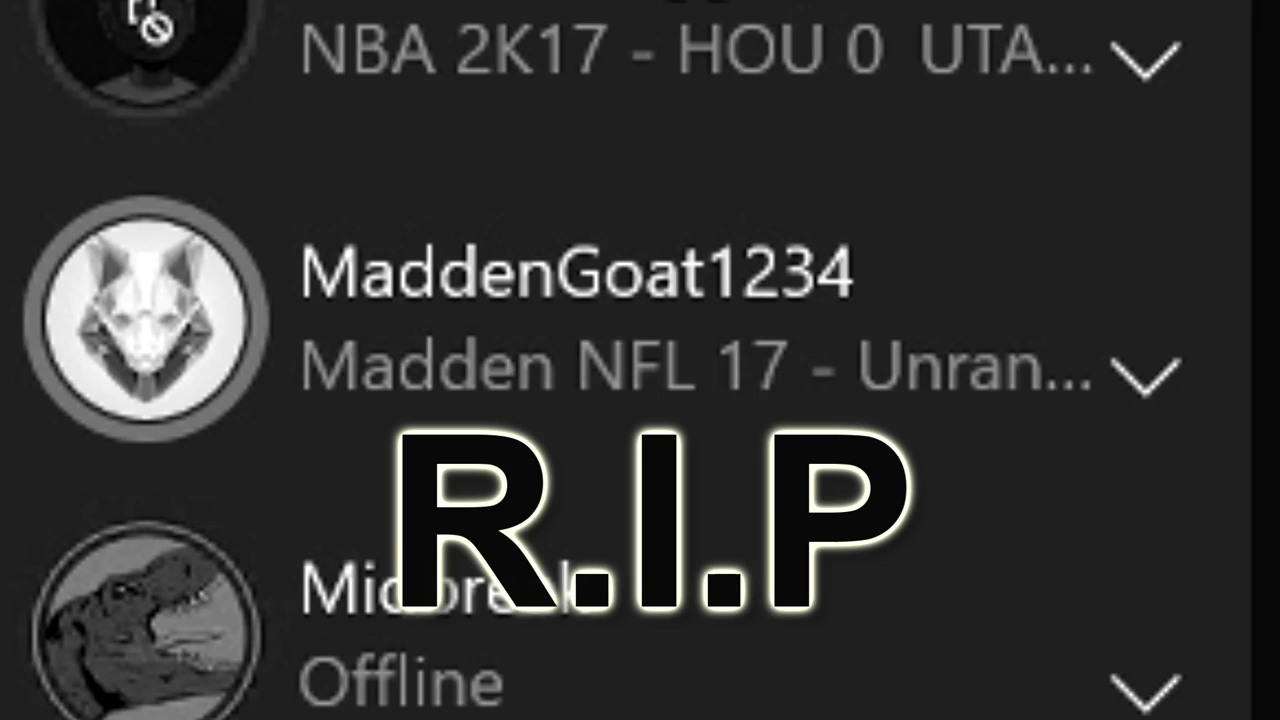 NBA 2K17 - HOU 0 UTA...
MaddenGoat1234
Madden NFL 17 - Unran...
R.I.P
Offline